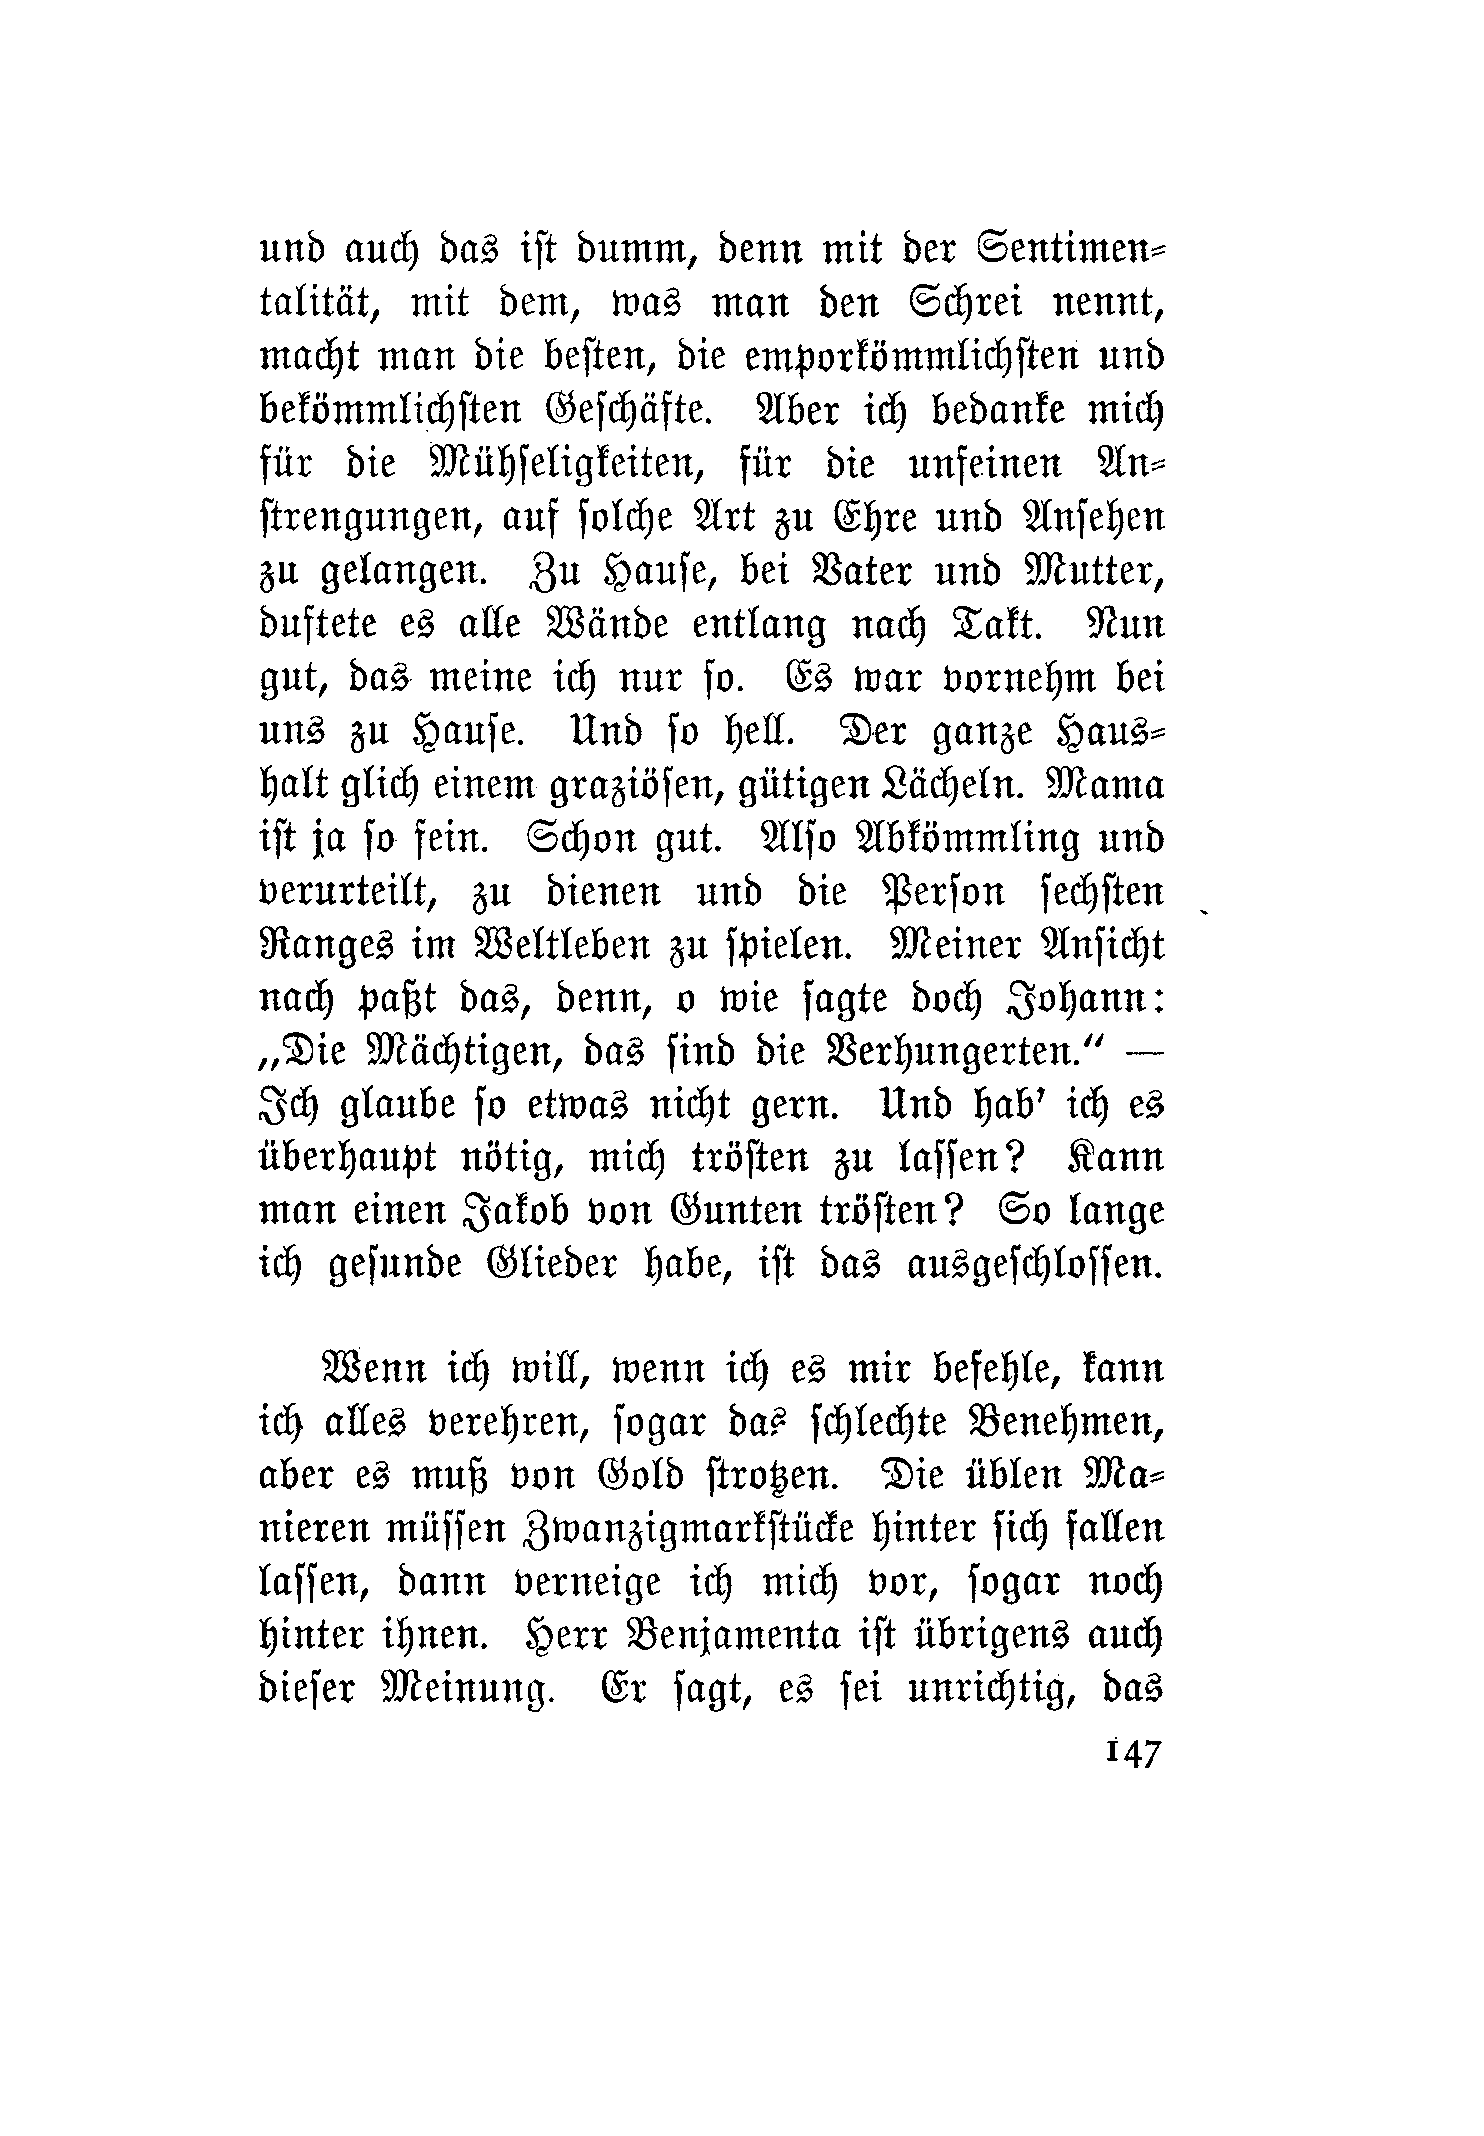 und auch das iſt dumm, denn mit der Sentimen⸗
talität, mit dem, was man den Schrei nennt,
macht man die beſten, die emporkömmlichſten und
bekömmlichſten Geſchäfte. Aber ich bedanke mich
für die Mühſeligkeiten, für die unfeinen An⸗
ſtrengungen, auf ſolche Art zu Ehre und Anſehen
zu gelangen. Zu Hauſe, bei Vater und Mutter,
duftete es alle Wände entlang nach Takt. Nun
gut, das meine ich nur ſo. Es war vornehm bei
uns zu Hauſe. Und ſo hell. Der ganze Haus⸗
halt glich einem graziöſen, gütigen Lächeln. Mama
iſt ja ſo fein. Schon gut. Alſo Abkömmling und
verurteilt, zu dienen und die Perſon ſechſten
Ranges im Weltleben zu ſpielen. Meiner Anſicht
nach paßt das, denn, o wie ſagte doch Johann:
„Die Mächtigen, das ſind die Verhungerten.“ —
Ich glaube ſo etwas nicht gern. Und hab’ ich es
überhaupt nötig, mich tröſten zu laſſen? Kann
man einen Jakob von Gunten tröſten? So lange
ich geſunde Glieder habe, iſt das ausgeſchloſſen.
Wenn ich will, wenn ich es mir befehle, kann
ich alles verehren, ſogar das ſchlechte Benehmen,
aber es muß von Gold ſtrotzen. Die üblen Ma⸗
nieren müſſen Zwanzigmarkſtücke hinter ſich fallen
laſſen, dann verneige ich mich vor, ſogar noch
hinter ihnen. Herr Benjamenta iſt übrigens auch
dieſer Meinung. Er ſagt, es ſei unrichtig, das
147